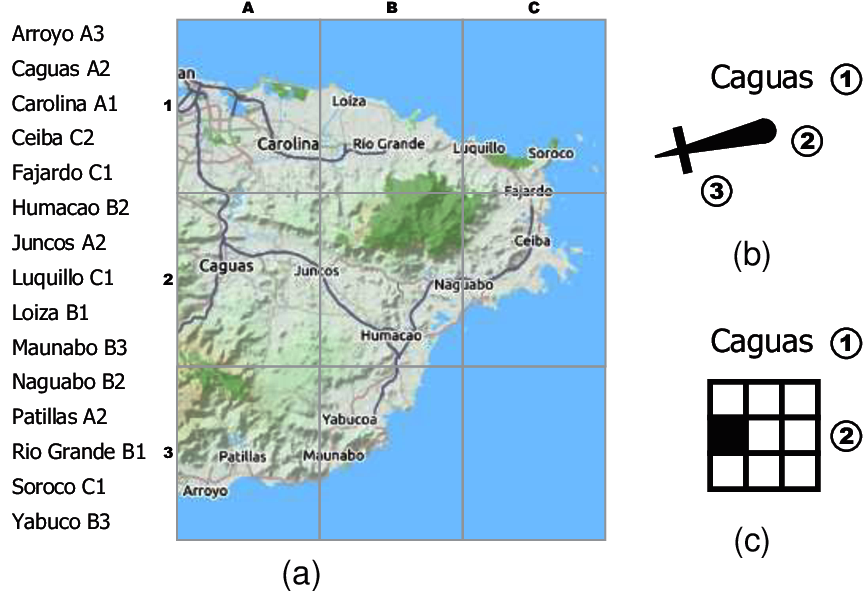 Arroyo A3
Caguas A2
Carolina A1
Ceiba C2
Fajardo C1
Humacao B2
Juncos A2
Luquillo C1
Loiza B1
Maunabo B3
Naguabo B2
Patillas A2
Rio Grande B1
Soroco C1
Yabuco B3
A B C
1
2
3
an
Loíza
Carolina
Río Grande
Luquillo
Soroco
Fajardo
Ceiba
Caguas
Juncos
Naguabo
Humacao
Yabucoa
Patillas
Maunabo
Arroyo
(a)
Caguas 1
2
3
(b)
Caguas 1
2
(c)